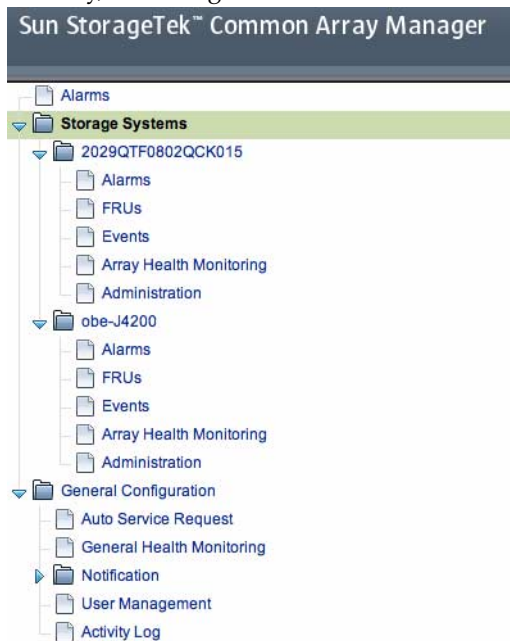 Sun StorageTek™ Common Array Manager
Alarms
Storage Systems
2029QTF0802QCK015
Alarms
FRUs
Events
Array Health Monitoring
Administration
obe-J4200
Alarms
FRUs
Events
Array Health Monitoring
Administration
General Configuration
Auto Service Request
General Health Monitoring
Notification
User Management
Activity Log